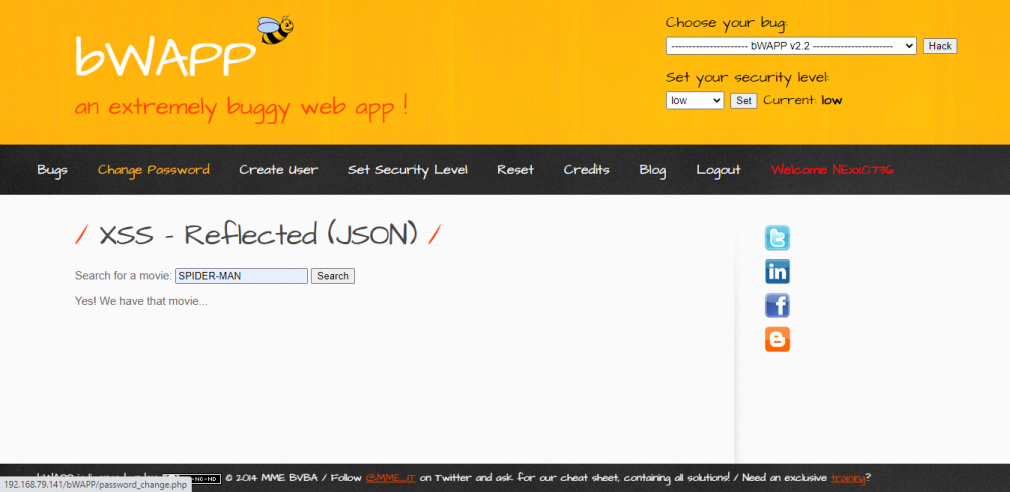 bWAPP
an extremely buggy web app !
Choose your bug:
---------------------- bWAPP v2.2 -----------------------
Hack
Set your security level:
low Set Current: low
Bugs Change Password Create User Set Security Level Reset Credits Blog Logout Welcome NExx0736
/ XSS - Reflected (JSON) /
Search for a movie: SPIDER-MAN Search
Yes! We have that movie...
© 2014 MME BVBA / Follow @MME_IT on Twitter and ask for our cheat sheet, containing all solutions! / Need an exclusive training?
192.168.79.141/bWAPP/password_change.php